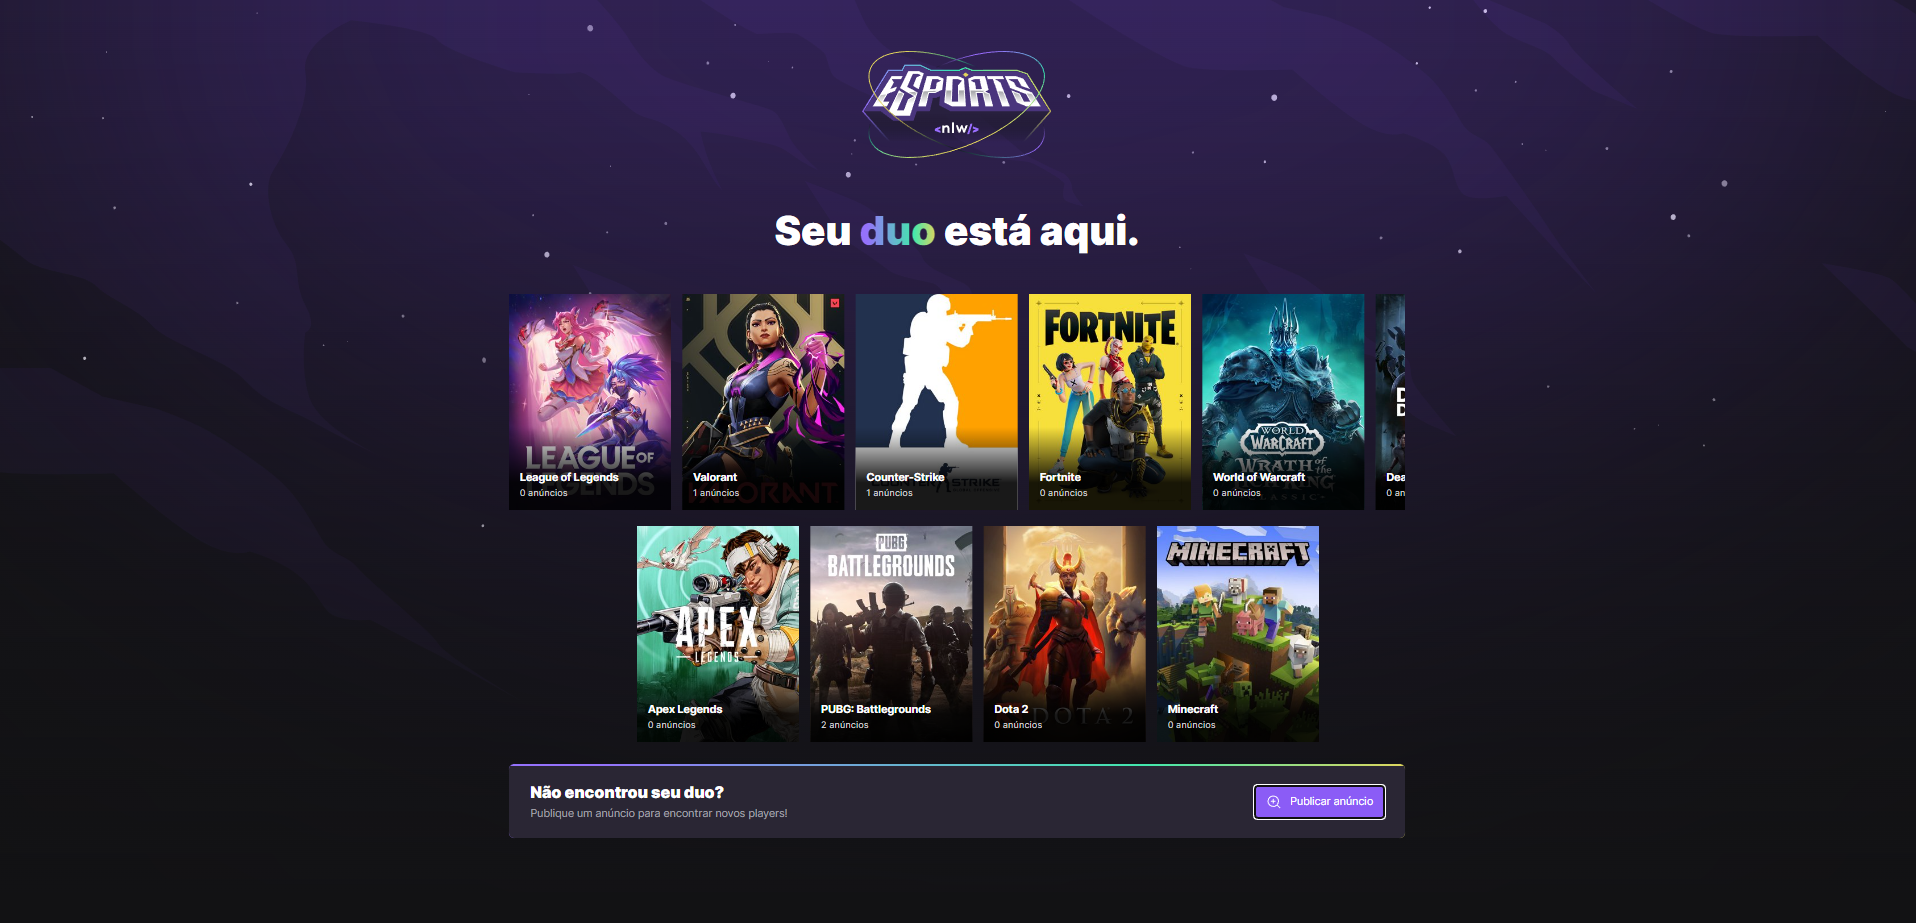 ESPORTS
<nlw/>
Seu duo está aqui.
LEAGUE OF
LEGENDS
League of Legends
0 anúncios
VALORANT
Valorant
1 anúncios
COUNTER STRIKE
Counter-Strike
1 anúncios
FORTNITE
Fortnite
0 anúncios
WORLD
WARCRAFT
WRATH of the
CLASSIC
World of Warcraft
0 anúncios
D
D
Dea
0 an
APEX
LEGENDS
Apex Legends
0 anúncios
PUBG
BATTLEGROUNDS
PUBG: Battlegrounds
2 anúncios
DOTA 2
Dota 2
0 anúncios
MINECRAFT
Minecraft
0 anúncios
Não encontrou seu duo?
Publique um anúncio para encontrar novos players!
Publicar anúncio